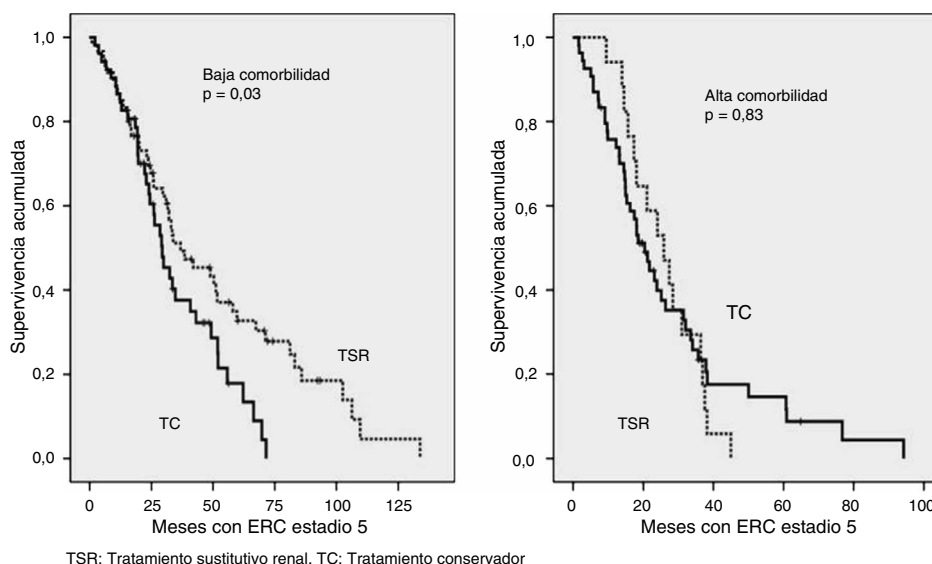 Supervivencia acumulada
1,0
0,8
0,6
0,4
0,2
0,0
Baja comorbilidad
p = 0,03
TSR
TC
0 25 50 75 100 125
Meses con ERC estadio 5
Supervivencia acumulada
1,0
0,8
0,6
0,4
0,2
0,0
Alta comorbilidad
p = 0,83
TC
TSR
0 20 40 60 80 100
Meses con ERC estadio 5
TSR: Tratamiento sustitutivo renal. TC: Tratamiento conservador